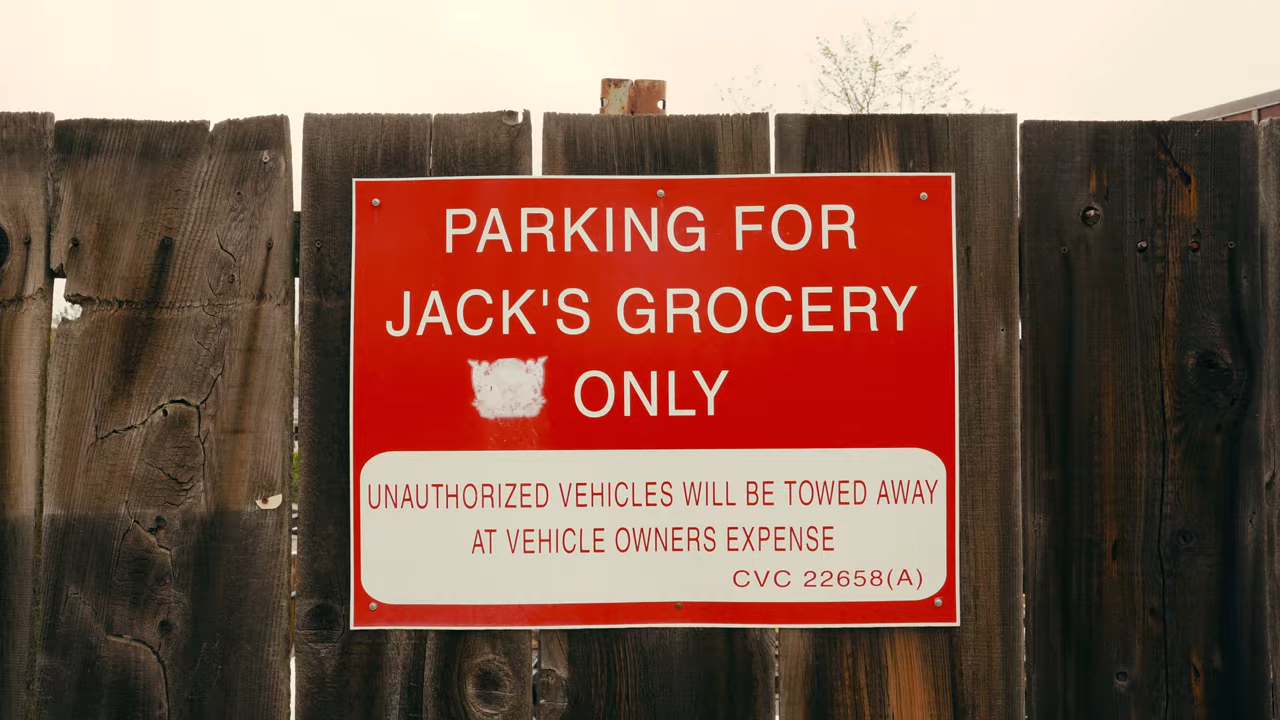 PARKING FOR
JACK'S GROCERY
ONLY
UNAUTHORIZED VEHICLES WILL BE TOWED AWAY
AT VEHICLE OWNERS EXPENSE
CVC 22658(A)